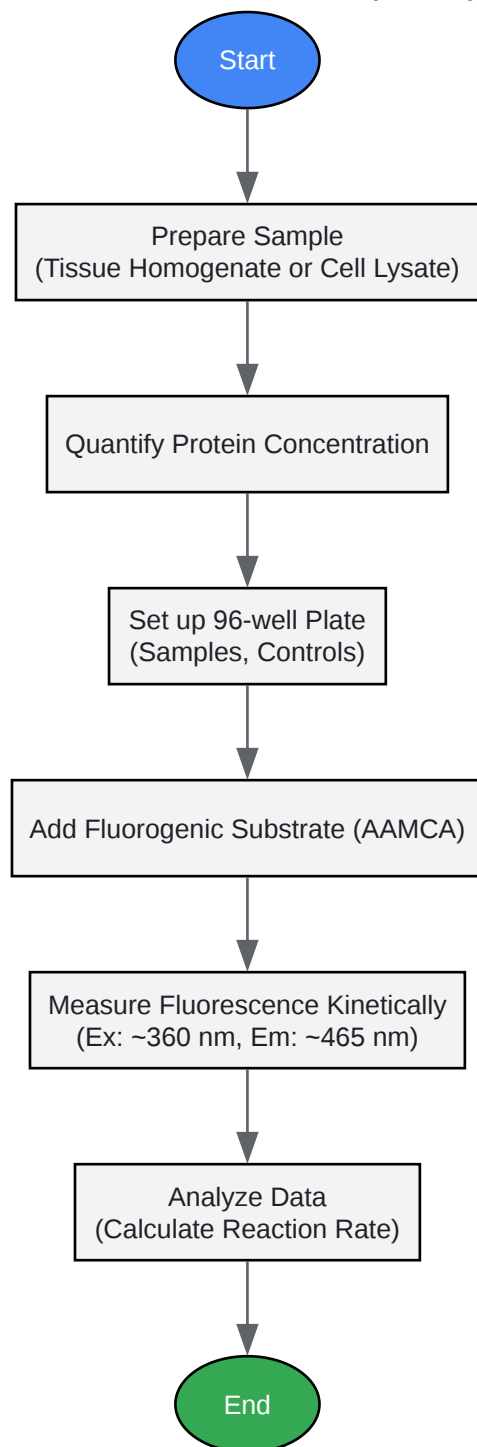 Start
Prepare Sample
(Tissue Homogenate or Cell Lysate)
Quantify Protein Concentration
Set up 96-well Plate
(Samples, Controls)
Add Fluorogenic Substrate (AAMCA)
Measure Fluorescence Kinetically
(Ex: ~360 nm, Em: ~465 nm)
Analyze Data
(Calculate Reaction Rate)
End